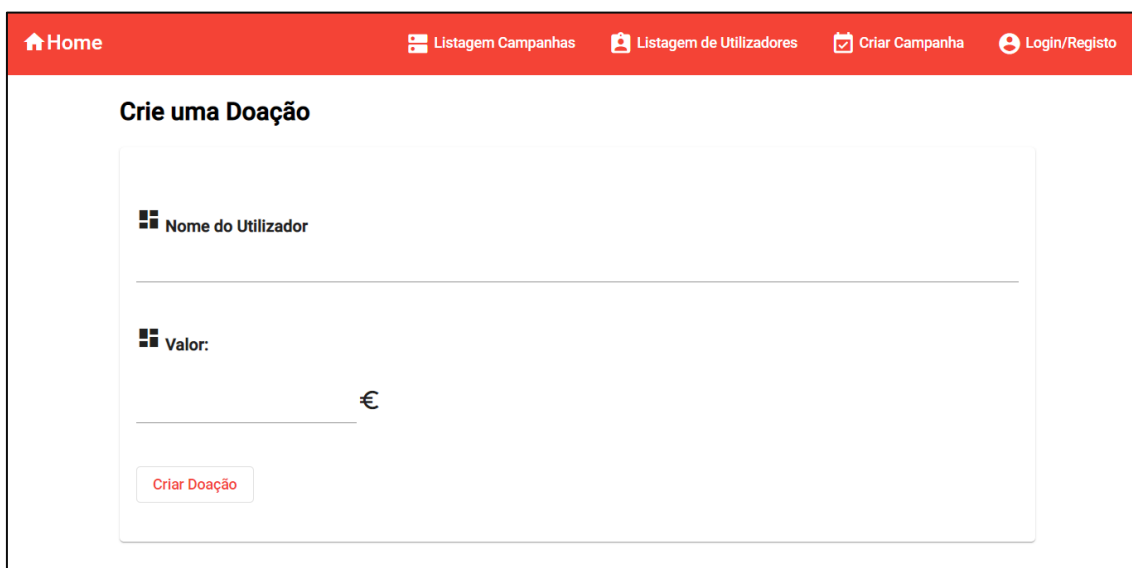 Home Listagem Campanhas Listagem de Utilizadores Criar Campanha Login/Registo
Crie uma Doação
Nome do Utilizador
Valor:
€
Criar Doação